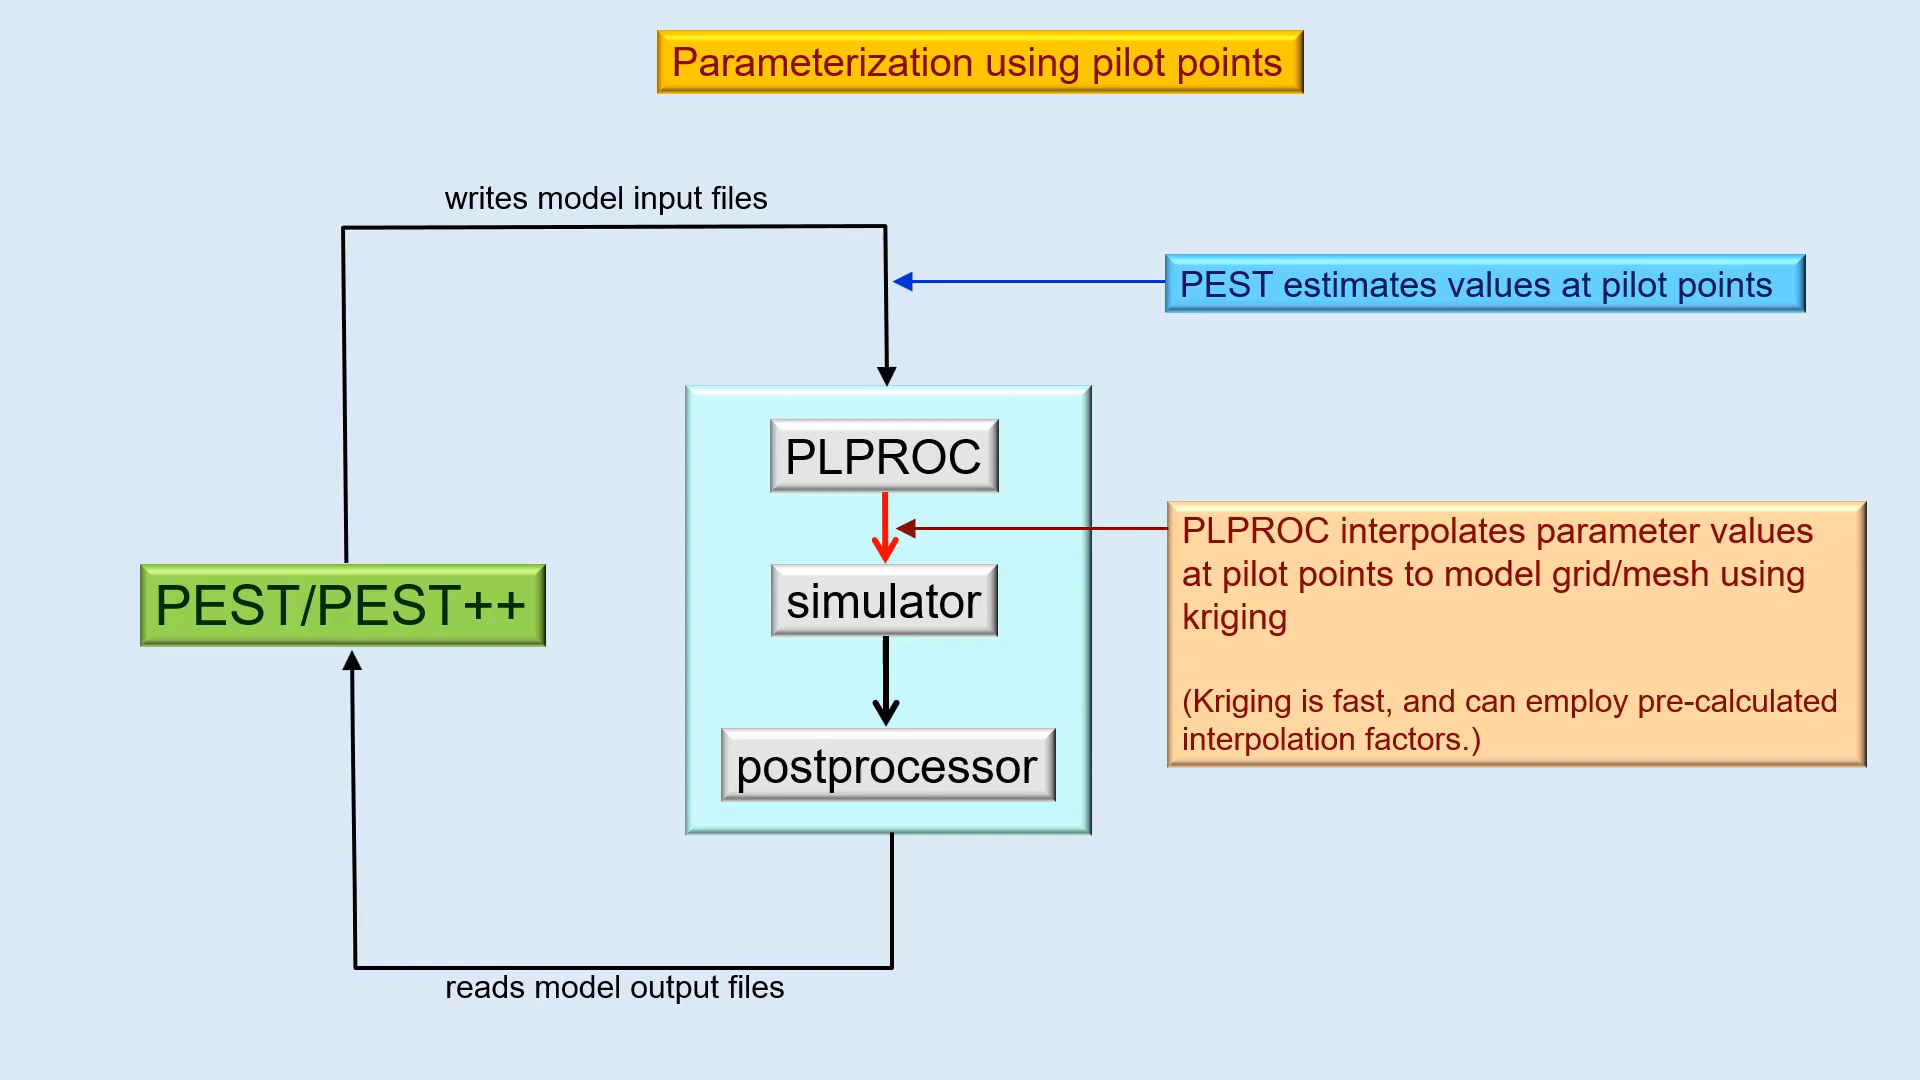 Parameterization using pilot points
writes model input files
PEST estimates values at pilot points
PLPROC
PLPROC interpolates parameter values
at pilot points to model grid/mesh using
kriging
(Kriging is fast, and can employ pre-calculated
interpolation factors.)
PEST/PEST++
simulator
postprocessor
reads model output files